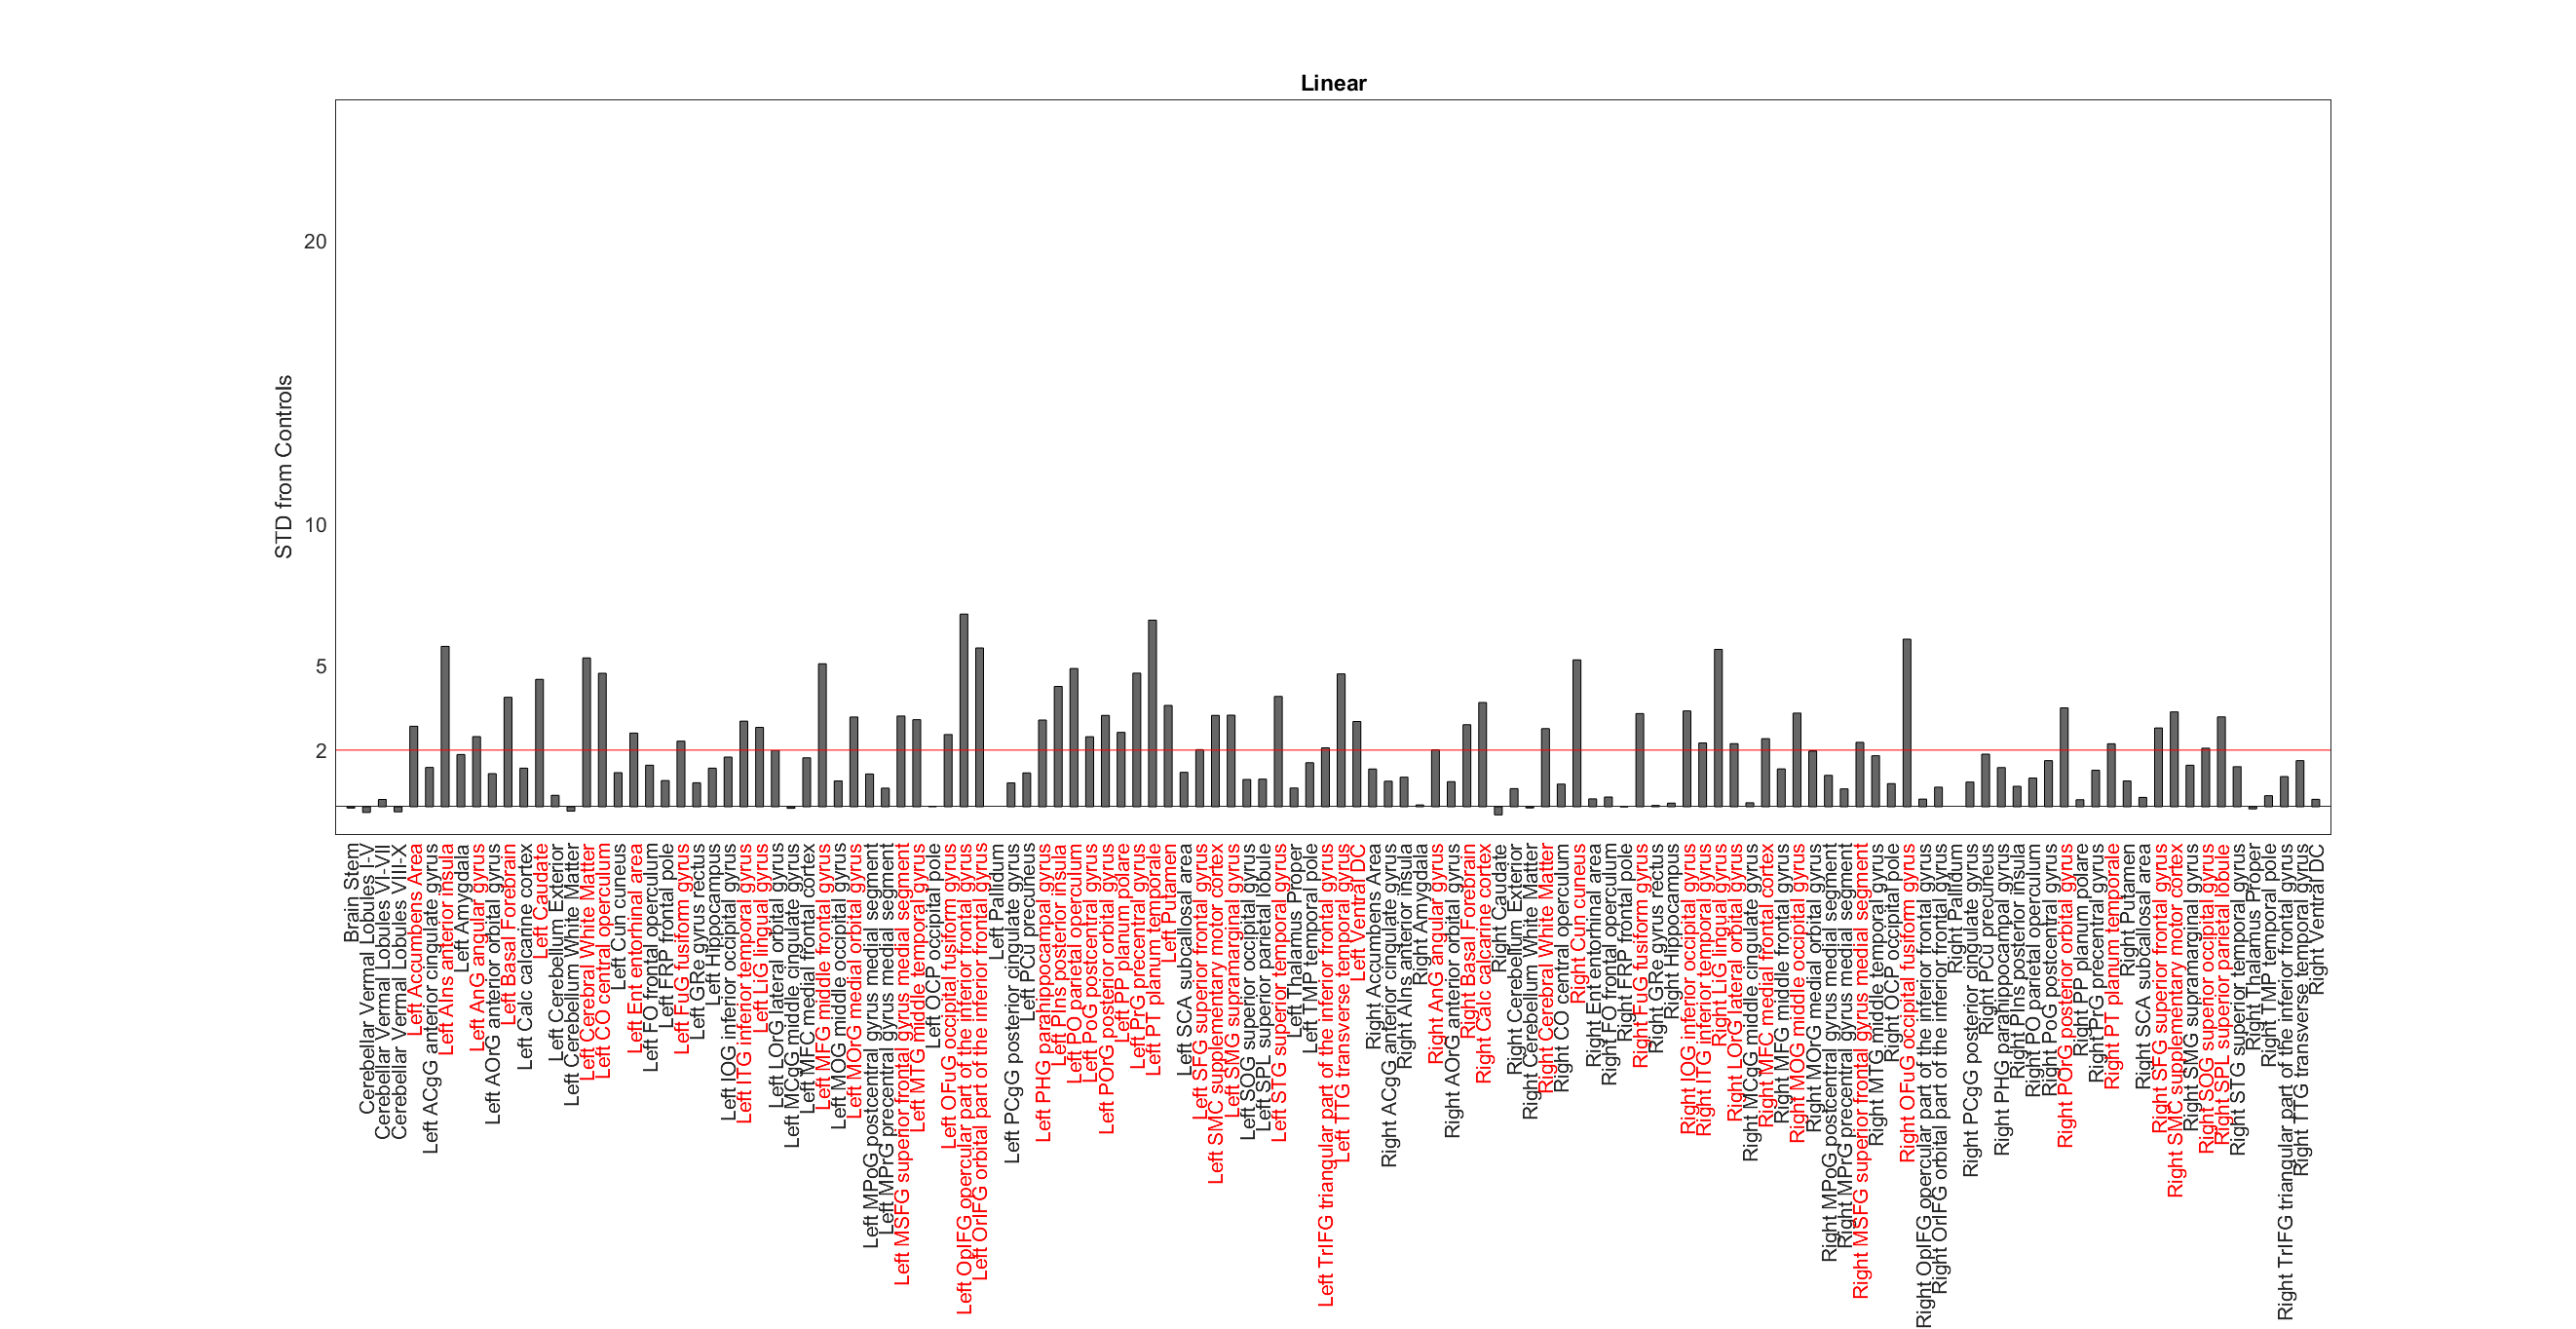 Linear
STD from Controls
20
10
5
2
Brain Stem
Cerebellar Vermal Lobules I-V
Cerebellar Vermal Lobules VI-VII
Cerebellar Vermal Lobules VIII-X
Left Accumbens Area
Left ACgG anterior cingulate gyrus
Left AIns anterior insula
Left Amygdala
Left AnG angular gyrus
Left AOrG anterior orbital gyrus
Left Basal Forebrain
Left Calc calcarine cortex
Left Caudate
Left Cerebellum Exterior
Left Cerebellum White Matter
Left Cerebral White Matter
Left CO central operculum
Left Cun cuneus
Left Ent entorhinal area
Left FO frontal operculum
Left FRP frontal pole
Left FuG fusiform gyrus
Left GRe gyrus rectus
Left Hippocampus
Left IOG inferior occipital gyrus
Left ITG inferior temporal gyrus
Left LiG lingual gyrus
Left LOrG lateral orbital gyrus
Left MCgG middle cingulate gyrus
Left MFC medial frontal cortex
Left MFG middle frontal gyrus
Left MOG middle occipital gyrus
Left MOrG medial orbital gyrus
Left MPoG postcentral gyrus medial segment
Left MPrG precentral gyrus medial segment
Left MSFG superior frontal gyrus medial segment
Left MTG middle temporal gyrus
Left OCP occipital pole
Left OFuG occipital fusiform gyrus
Left OpIFG opercular part of the inferior frontal gyrus
Left OrIFG orbital part of the inferior frontal gyrus
Left Pallidum
Left PCgG posterior cingulate gyrus
Left PCu precuneus
Left PHG parahippocampal gyrus
Left PIns posterior insula
Left PO parietal operculum
Left PoG postcentral gyrus
Left POrG posterior orbital gyrus
Left PP planum polare
Left PrG precentral gyrus
Left PT planum temporale
Left Putamen
Left SCA subcallosal area
Left SFG superior frontal gyrus
Left SMC supplementary motor cortex
Left SMG supramarginal gyrus
Left SOG superior occipital gyrus
Left SPL superior parietal lobule
Left STG superior temporal gyrus
Left Thalamus Proper
Left TMP temporal pole
Left TrIFG triangular part of the inferior frontal gyrus
Left TTG transverse temporal gyrus
Left Ventral DC
Right Accumbens Area
Right ACgG anterior cingulate gyrus
Right AIns anterior insula
Right Amygdala
Right AnG angular gyrus
Right AOrG anterior orbital gyrus
Right Basal Forebrain
Right Calc calcarine cortex
Right Caudate
Right Cerebellum Exterior
Right Cerebellum White Matter
Right Cerebral White Matter
Right CO central operculum
Right Cun cuneus
Right Ent entorhinal area
Right FO frontal operculum
Right FRP frontal pole
Right FuG fusiform gyrus
Right GRe gyrus rectus
Right Hippocampus
Right IOG inferior occipital gyrus
Right ITG inferior temporal gyrus
Right LiG lingual gyrus
Right LOrG lateral orbital gyrus
Right MCgG middle cingulate gyrus
Right MFC medial frontal cortex
Right MFG middle frontal gyrus
Right MOG middle occipital gyrus
Right MOrG medial orbital gyrus
Right MPoG postcentral gyrus medial segment
Right MPrG precentral gyrus medial segment
Right MSFG superior frontal gyrus medial segment
Right MTG middle temporal gyrus
Right OCP occipital pole
Right OFuG occipital fusiform gyrus
Right OpIFG opercular part of the inferior frontal gyrus
Right OrIFG orbital part of the inferior frontal gyrus
Right Pallidum
Right PCgG posterior cingulate gyrus
Right PCu precuneus
Right PHG parahippocampal gyrus
Right PIns posterior insula
Right PO parietal operculum
Right PoG postcentral gyrus
Right POrG posterior orbital gyrus
Right PP planum polare
Right PrG precentral gyrus
Right PT planum temporale
Right Putamen
Right SCA subcallosal area
Right SFG superior frontal gyrus
Right SMC supplementary motor cortex
Right SMG supramarginal gyrus
Right SOG superior occipital gyrus
Right SPL superior parietal lobule
Right STG superior temporal gyrus
Right Thalamus Proper
Right TMP temporal pole
Right TrIFG triangular part of the inferior frontal gyrus
Right TTG transverse temporal gyrus
Right Ventral DC